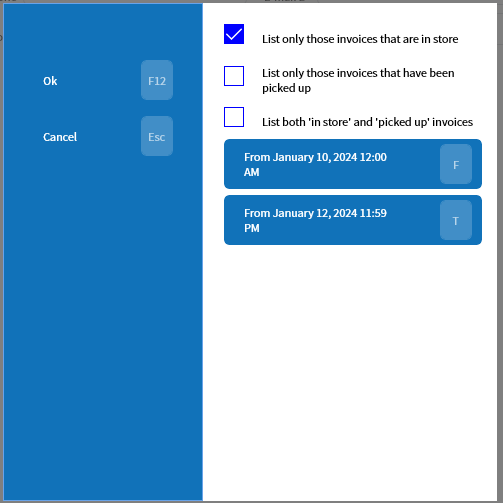 Ok F12
Cancel Esc
List only those invoices that are in store
List only those invoices that have been
picked up
List both 'in store' and 'picked up' invoices
From January 10, 2024 12:00
AM
F
From January 12, 2024 11:59
PM
T